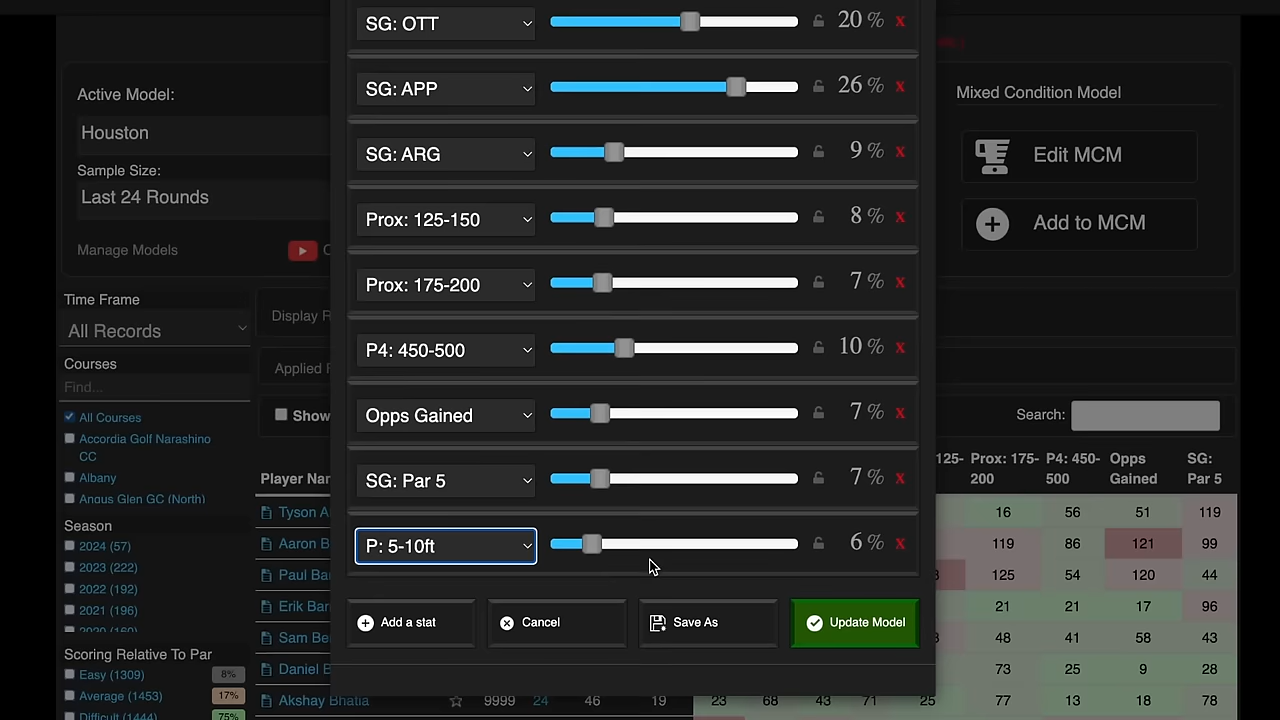 SG: OTT
20 %
x
SG: APP
26 %
x
SG: ARG
9 %
x
Prox: 125-150
8 %
x
Prox: 175-200
7 %
x
P4: 450-500
10 %
x
Opps Gained
7 %
x
SG: Par 5
7 %
x
P: 5-10ft
6 %
x
Add a stat
Cancel
Save As
Update Model
Active Model:
Houston
Sample Size:
Last 24 Rounds
Manage Models
Mixed Condition Model
Edit MCM
Add to MCM
Time Frame
All Records
Courses
Find...
All Courses
Accordia Golf Narashino
CC
Albany
Angus Glen GC (North)
Season
2024 (57)
2023 (222)
2022 (192)
2021 (196)
2020 (160)
Scoring Relative To Par
Easy (1309) 8%
Average (1453) 17%
Difficult (1444) 75%
Display R
Applied F
Show
Search:
Player Nar
125- Prox: 175- P4: 450- Opps SG:
200 500 Gained Par 5
Tyson A 16 56 51 119
Aaron B 119 86 121 99
Paul Bar 125 54 120 44
Erik Bar 21 21 17 96
Sam Be 48 41 58 43
Daniel B 73 25 9 28
Akshay Bhatia 9999 24 46 19 23 68 43 71 25 77 13 18 78